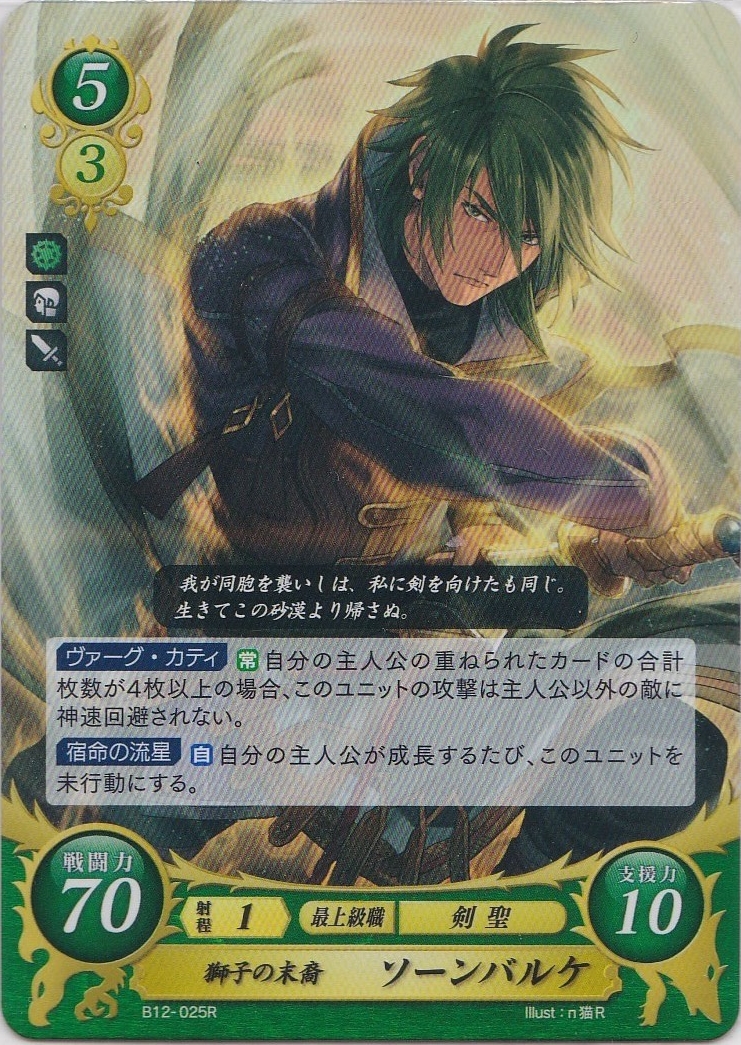 5
3
我が同胞を襲いしは、私に剣を向けたも同じ。
生きてこの砂漠より帰さぬ。
ヴァーグ・カティ 常 自分の主人公の重ねられたカードの合計
枚数が4枚以上の場合、このユニットの攻撃は主人公以外の敵に
神速回避されない。
宿命の流星 自 自分の主人公が成長するたび、このユニットを
未行動にする。
戦闘力
70
射程 1 最上級職 剣聖
支援力
10
獅子の末裔 ソーンバルケ
B12-025R Illust：n猫R